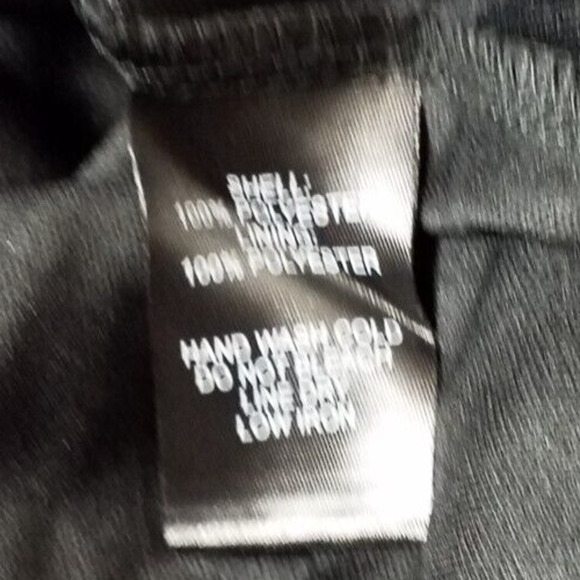 SHELL:
100% POLYESTER
LINING:
100% POLYESTER
HAND WASH COLD
DO NOT BLEACH
LINE DRY
LOW IRON